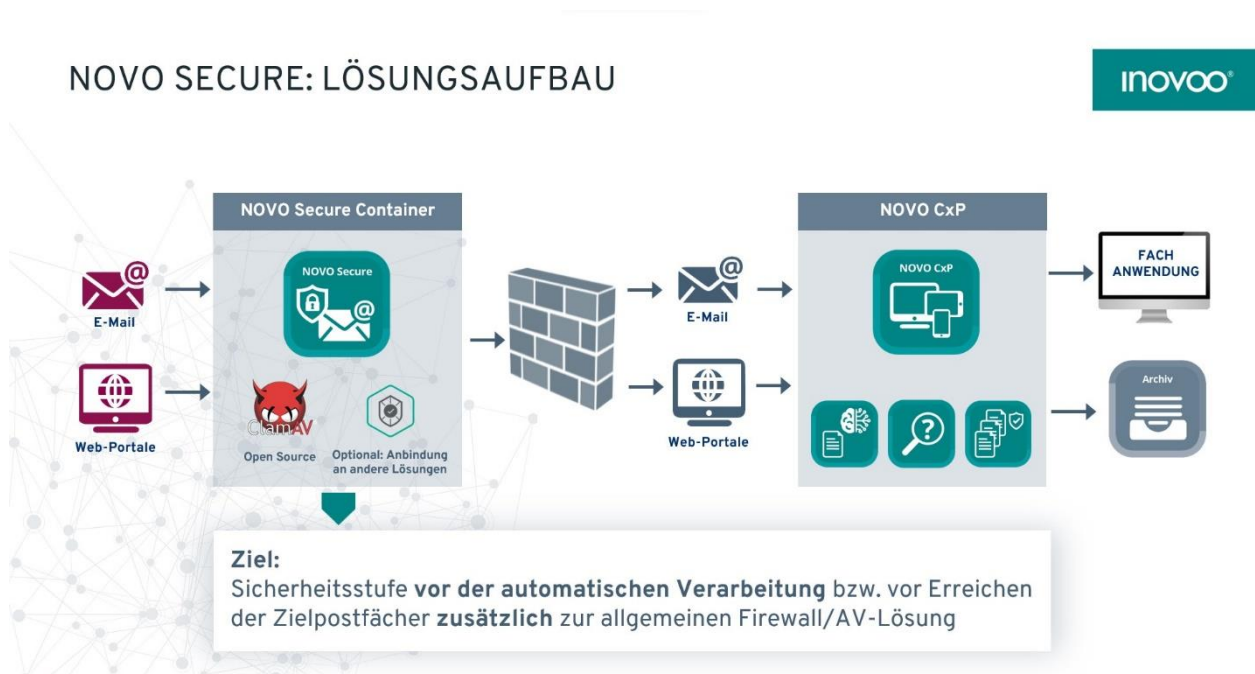 NOVO SECURE: LÖSUNGSAUFBAU
INOVOO®
NOVO Secure Container
NOVO Secure
@
@
E-Mail
Web-Portale
ClamAV
Open Source
Optional: Anbindung
an andere Lösungen
@
E-Mail
Web-Portale
NOVO CxP
NOVO CxP
?
FACH
ANWENDUNG
Archiv
Ziel:
Sicherheitsstufe vor der automatischen Verarbeitung bzw. vor Erreichen
der Zielpostfächer zusätzlich zur allgemeinen Firewall/AV-Lösung